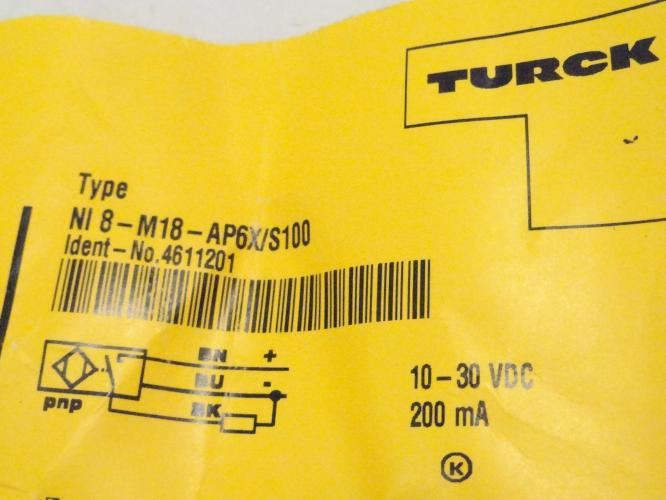 TURCK
Type
NI 8-M18-AP6X/S100
Ident-No.4611201
BN +
BU -
BK
pnp
10-30 VDC
200 mA
K